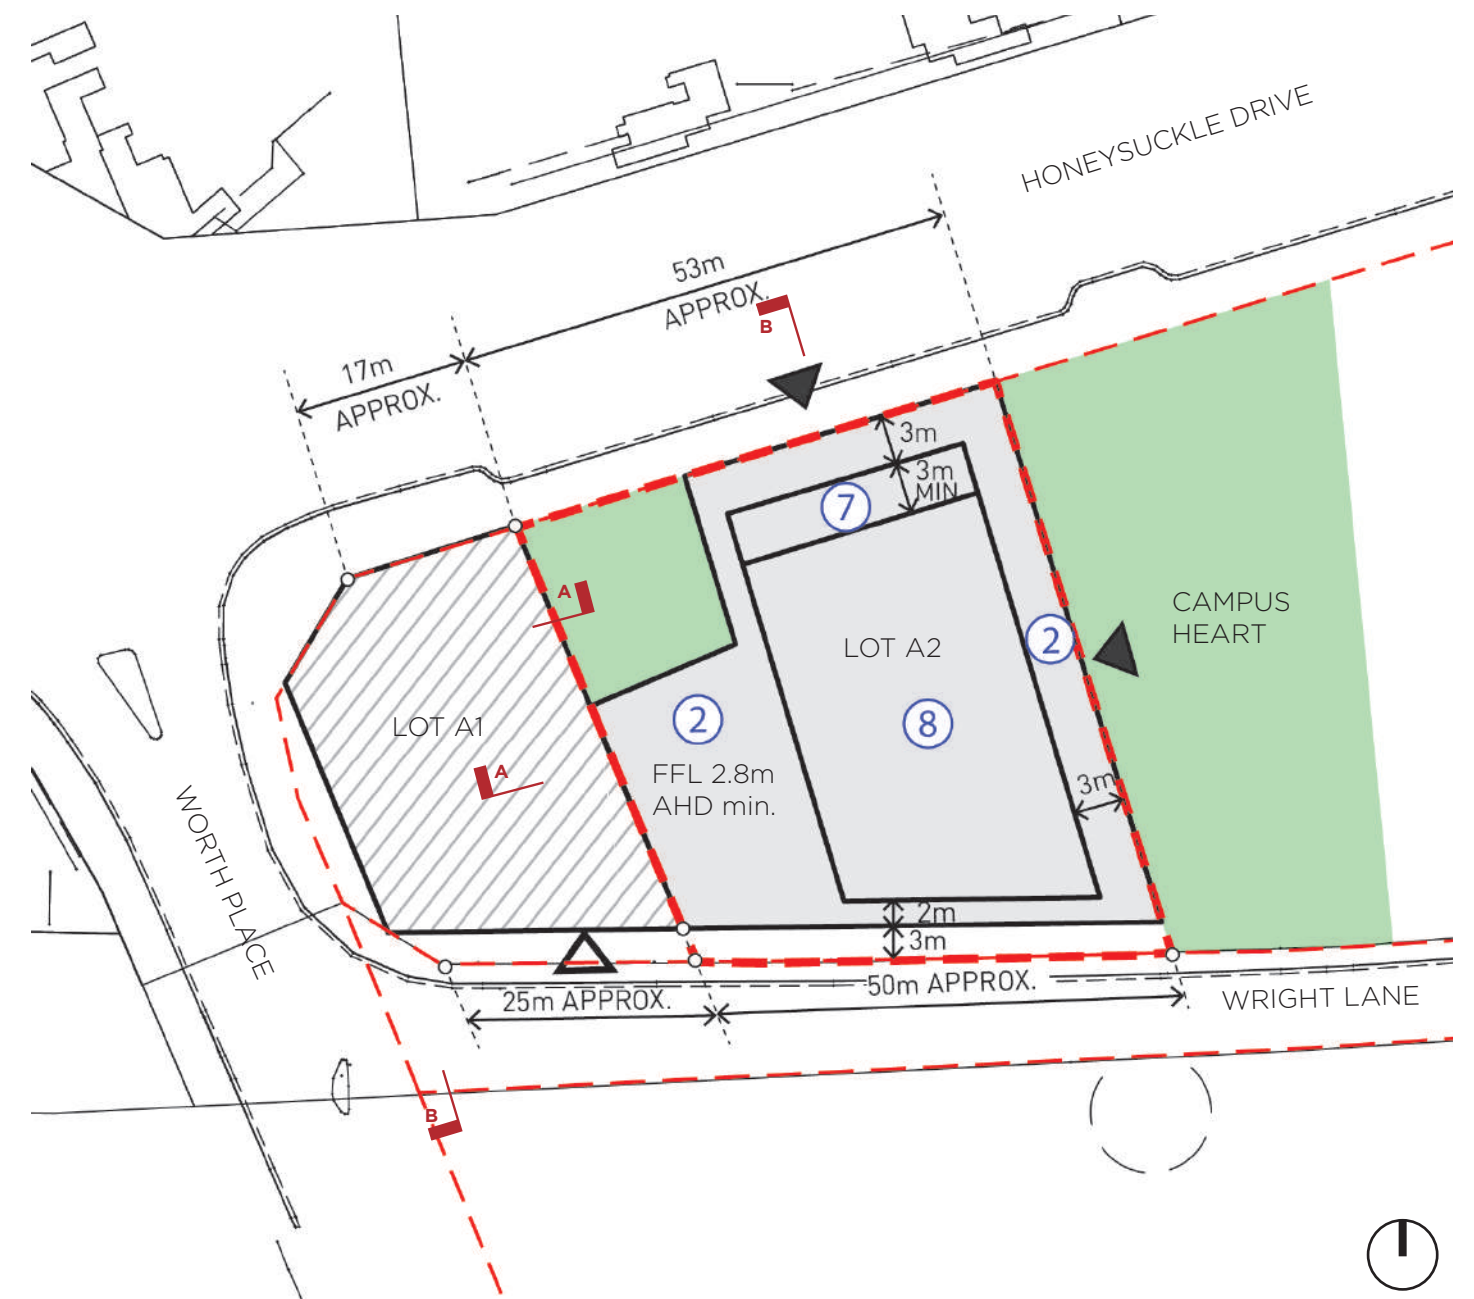 HONEYSUCKLE DRIVE
53m
APPROX.
B
17m
APPROX.
3m
3m
MIN
7
A
CAMPUS
HEART
2
LOT A2
2
8
LOT A1
FFL 2.8m
AHD min.
A
3m
WORTH PLACE
2m
3m
50m APPROX.
25m APPROX.
WRIGHT LANE
B